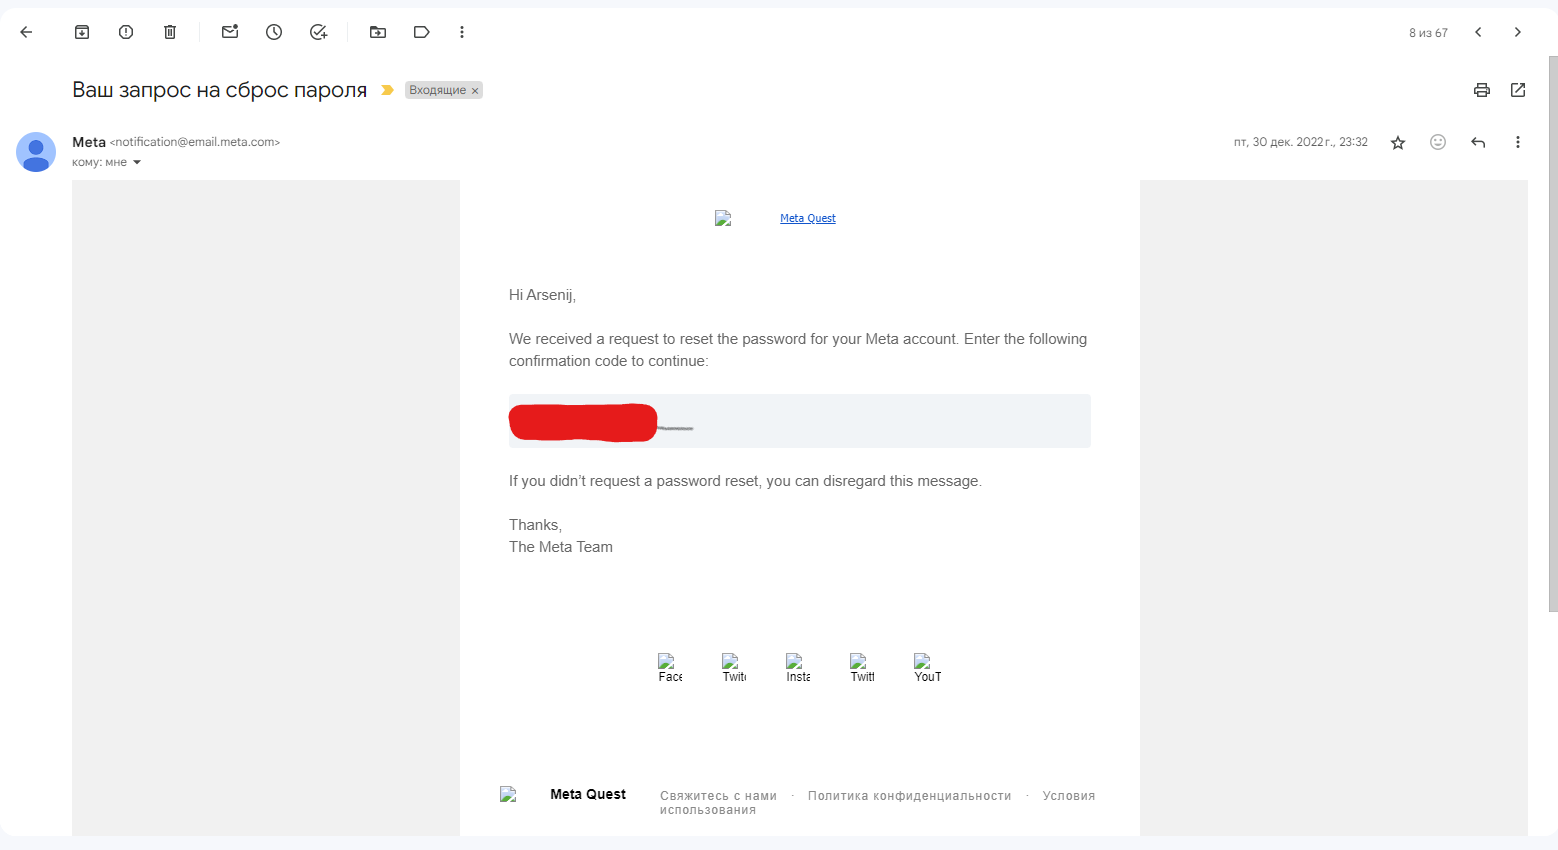 8 из 67
Ваш запрос на сброс пароля
Входящие ×
Meta <notification@email.meta.com>
пт, 30 дек. 2022 г., 23:32
кому: мне
Meta Quest
Hi Arsenij,
We received a request to reset the password for your Meta account. Enter the following
confirmation code to continue:
If you didn’t request a password reset, you can disregard this message.
Thanks,
The Meta Team
Face
Twitc
Insta
Twitt
YouT
Meta Quest
Свяжитесь с нами · Политика конфиденциальности · Условия
использования